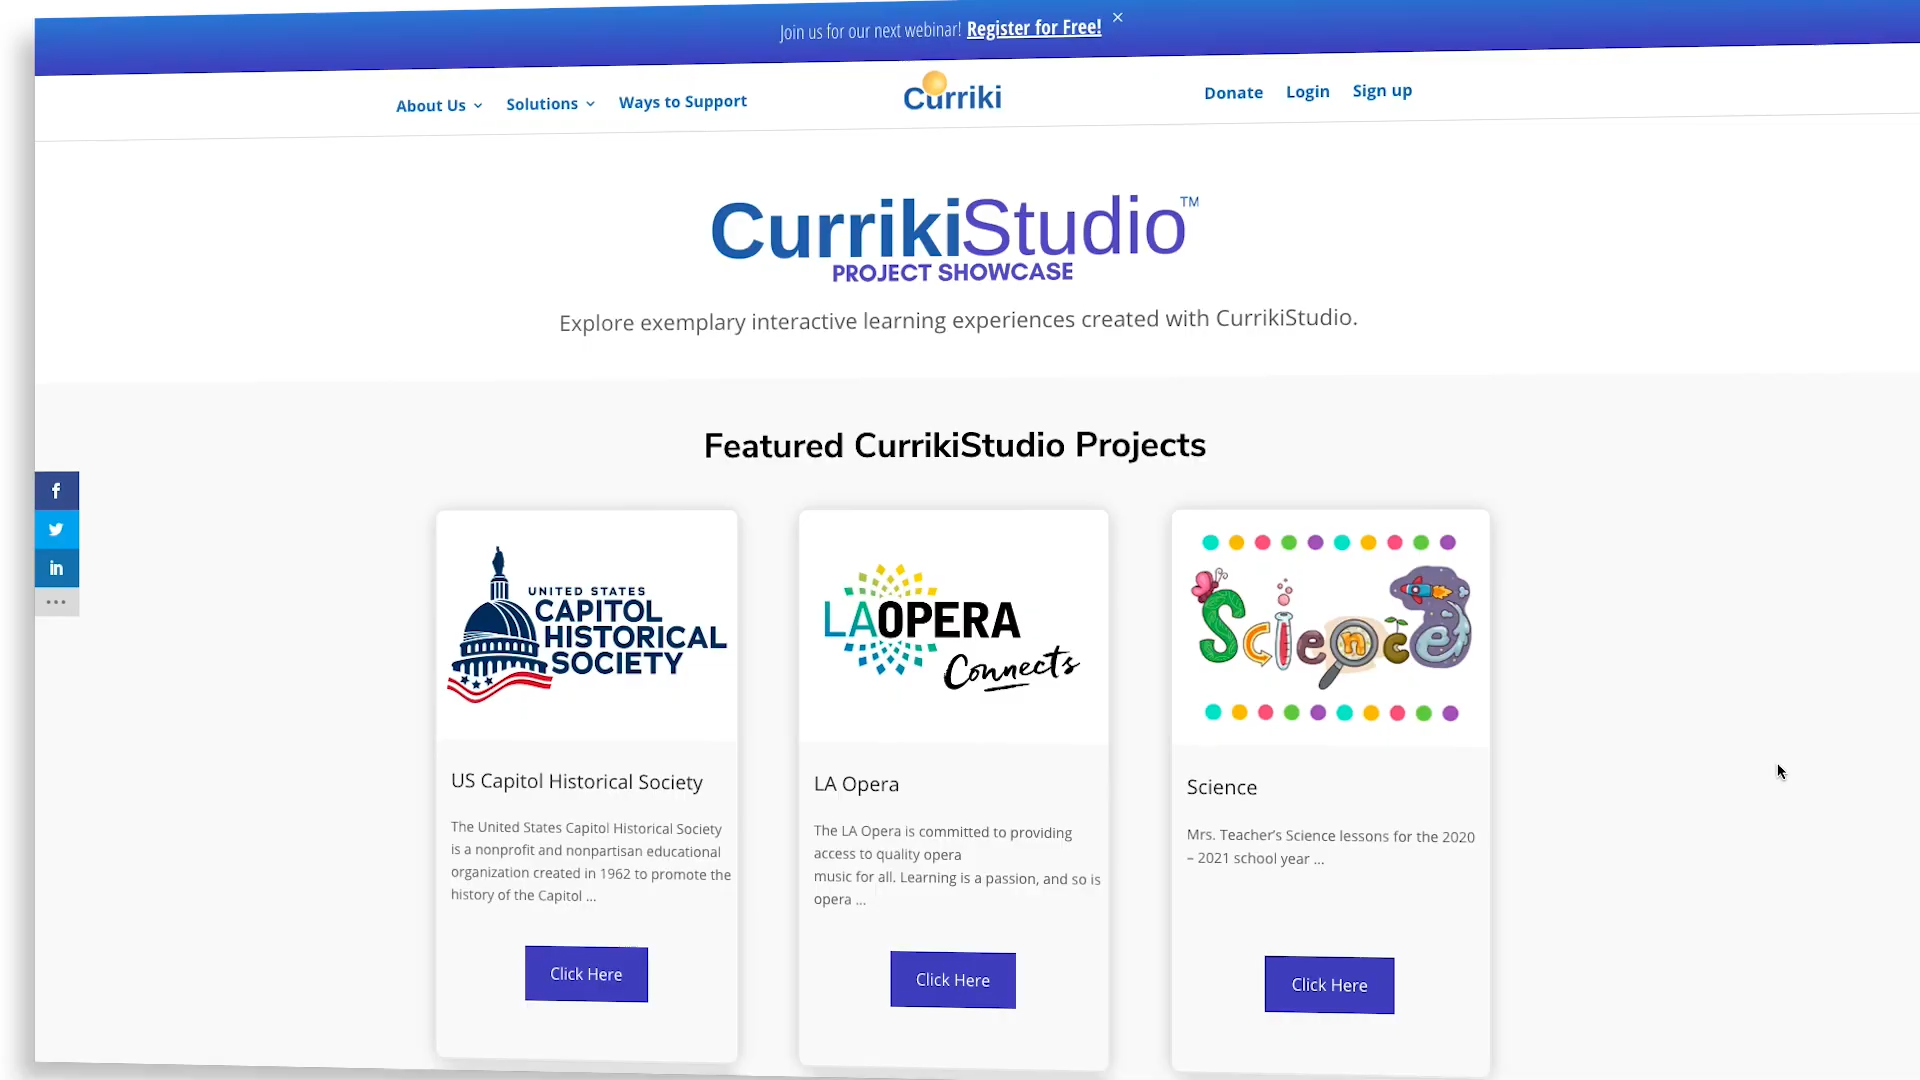 Join us for our next webinar! Register for Free! ×
About Us Solutions Ways to Support
Curriki
Donate Login Sign up
CurrikiStudio™
PROJECT SHOWCASE
Explore exemplary interactive learning experiences created with CurrikiStudio.
Featured CurrikiStudio Projects
UNITED STATES
CAPITOL
HISTORICAL
SOCIETY
US Capitol Historical Society
The United States Capitol Historical Society
is a nonprofit and nonpartisan educational
organization created in 1962 to promote the
history of the Capitol ...
Click Here
LAOPERA
Connects
LA Opera
The LA Opera is committed to providing
access to quality opera
music for all. Learning is a passion, and so is
opera ...
Click Here
Science
Science
Mrs. Teacher's Science lessons for the 2020
– 2021 school year ...
Click Here